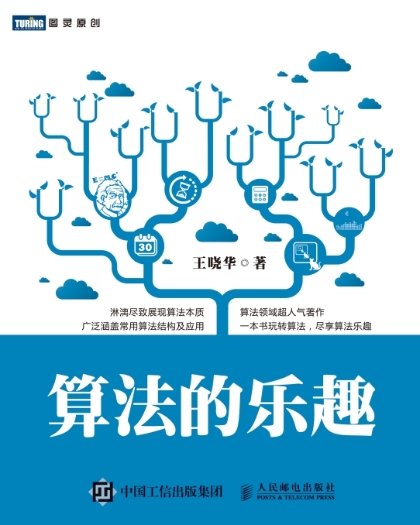 TURING 图灵原创
E=mc²
30
王晓华 ○ 著
淋漓尽致展现算法本质
广泛涵盖常用算法结构及应用
算法领域超人气著作
一本书玩转算法，尽享算法乐趣
算法的乐趣
中国工信出版集团
人民邮电出版社
POSTS & TELECOM PRESS